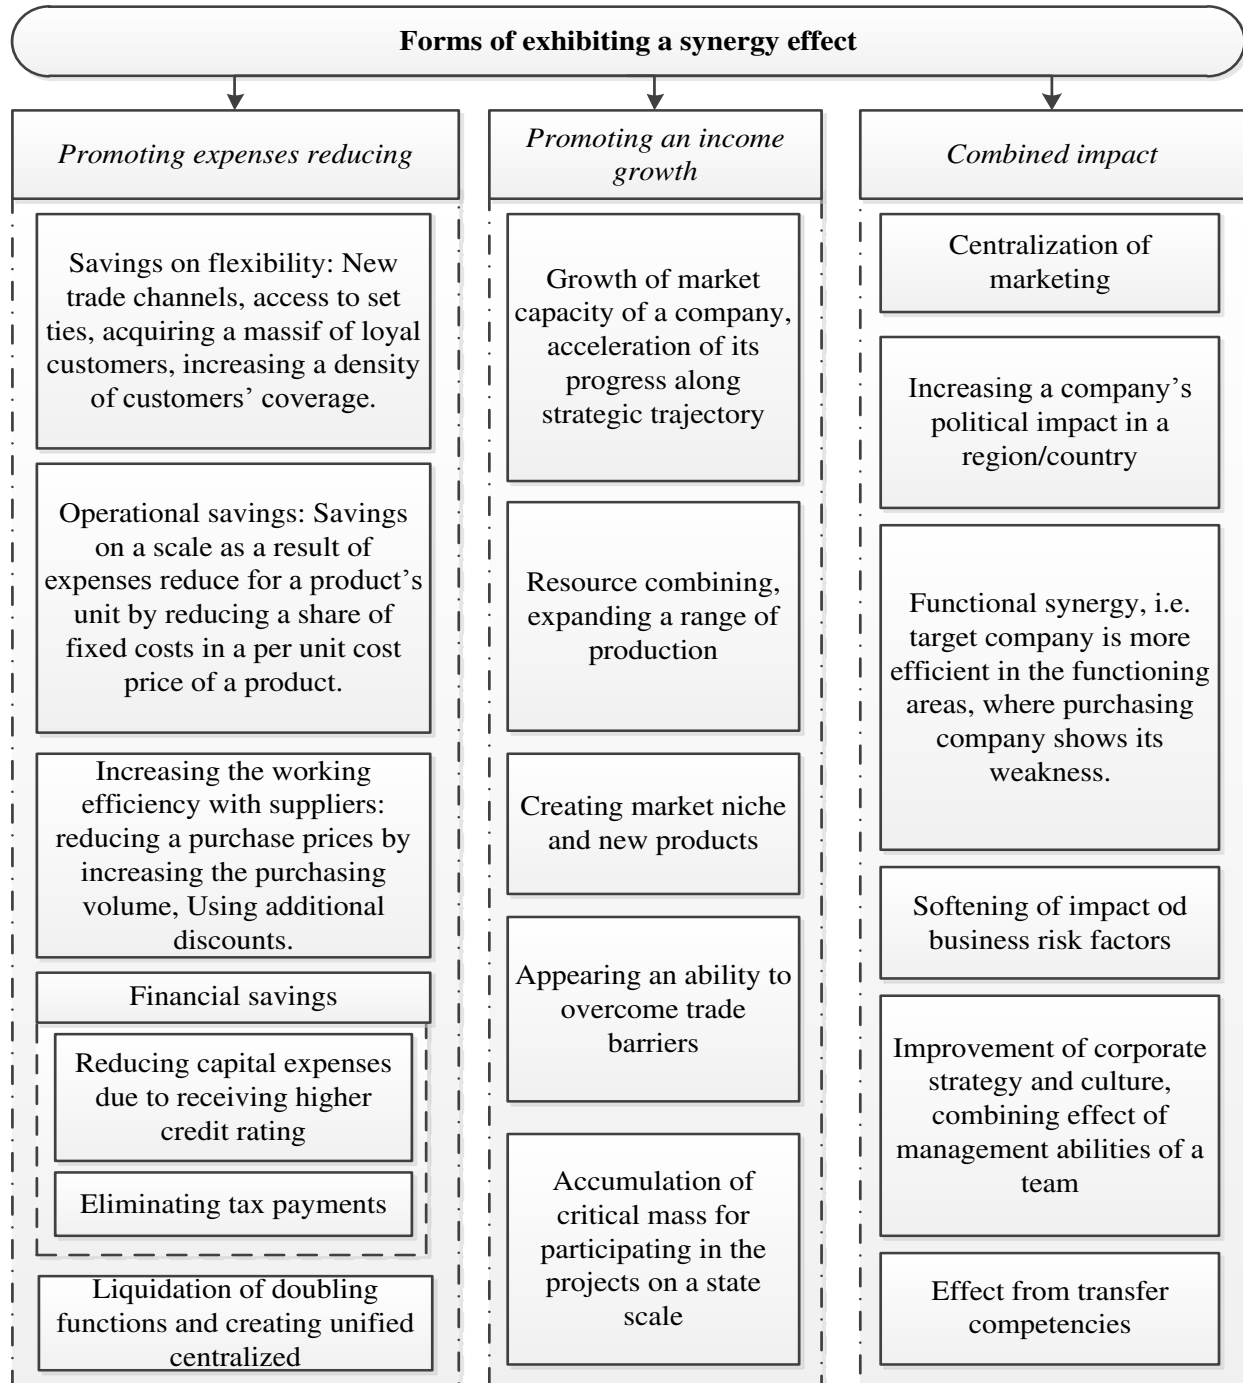 Forms of exhibiting a synergy effect
Promoting expenses reducing
Savings on flexibility: New
trade channels, access to set
ties, acquiring a massif of loyal
customers, increasing a density
of customers’ coverage.
Operational savings: Savings
on a scale as a result of
expenses reduce for a product’s
unit by reducing a share of
fixed costs in a per unit cost
price of a product.
Increasing the working
efficiency with suppliers:
reducing a purchase prices by
increasing the purchasing
volume, Using additional
discounts.
Financial savings
Reducing capital expenses
due to receiving higher
credit rating
Eliminating tax payments
Liquidation of doubling
functions and creating unified
centralized
Promoting an income
growth
Growth of market
capacity of a company,
acceleration of its
progress along
strategic trajectory
Resource combining,
expanding a range of
production
Creating market niche
and new products
Appearing an ability to
overcome trade
barriers
Accumulation of
critical mass for
participating in the
projects on a state
scale
Combined impact
Centralization of
marketing
Increasing a company’s
political impact in a
region/country
Functional synergy, i.e.
target company is more
efficient in the functioning
areas, where purchasing
company shows its
weakness.
Softening of impact od
business risk factors
Improvement of corporate
strategy and culture,
combining effect of
management abilities of a
team
Effect from transfer
competencies